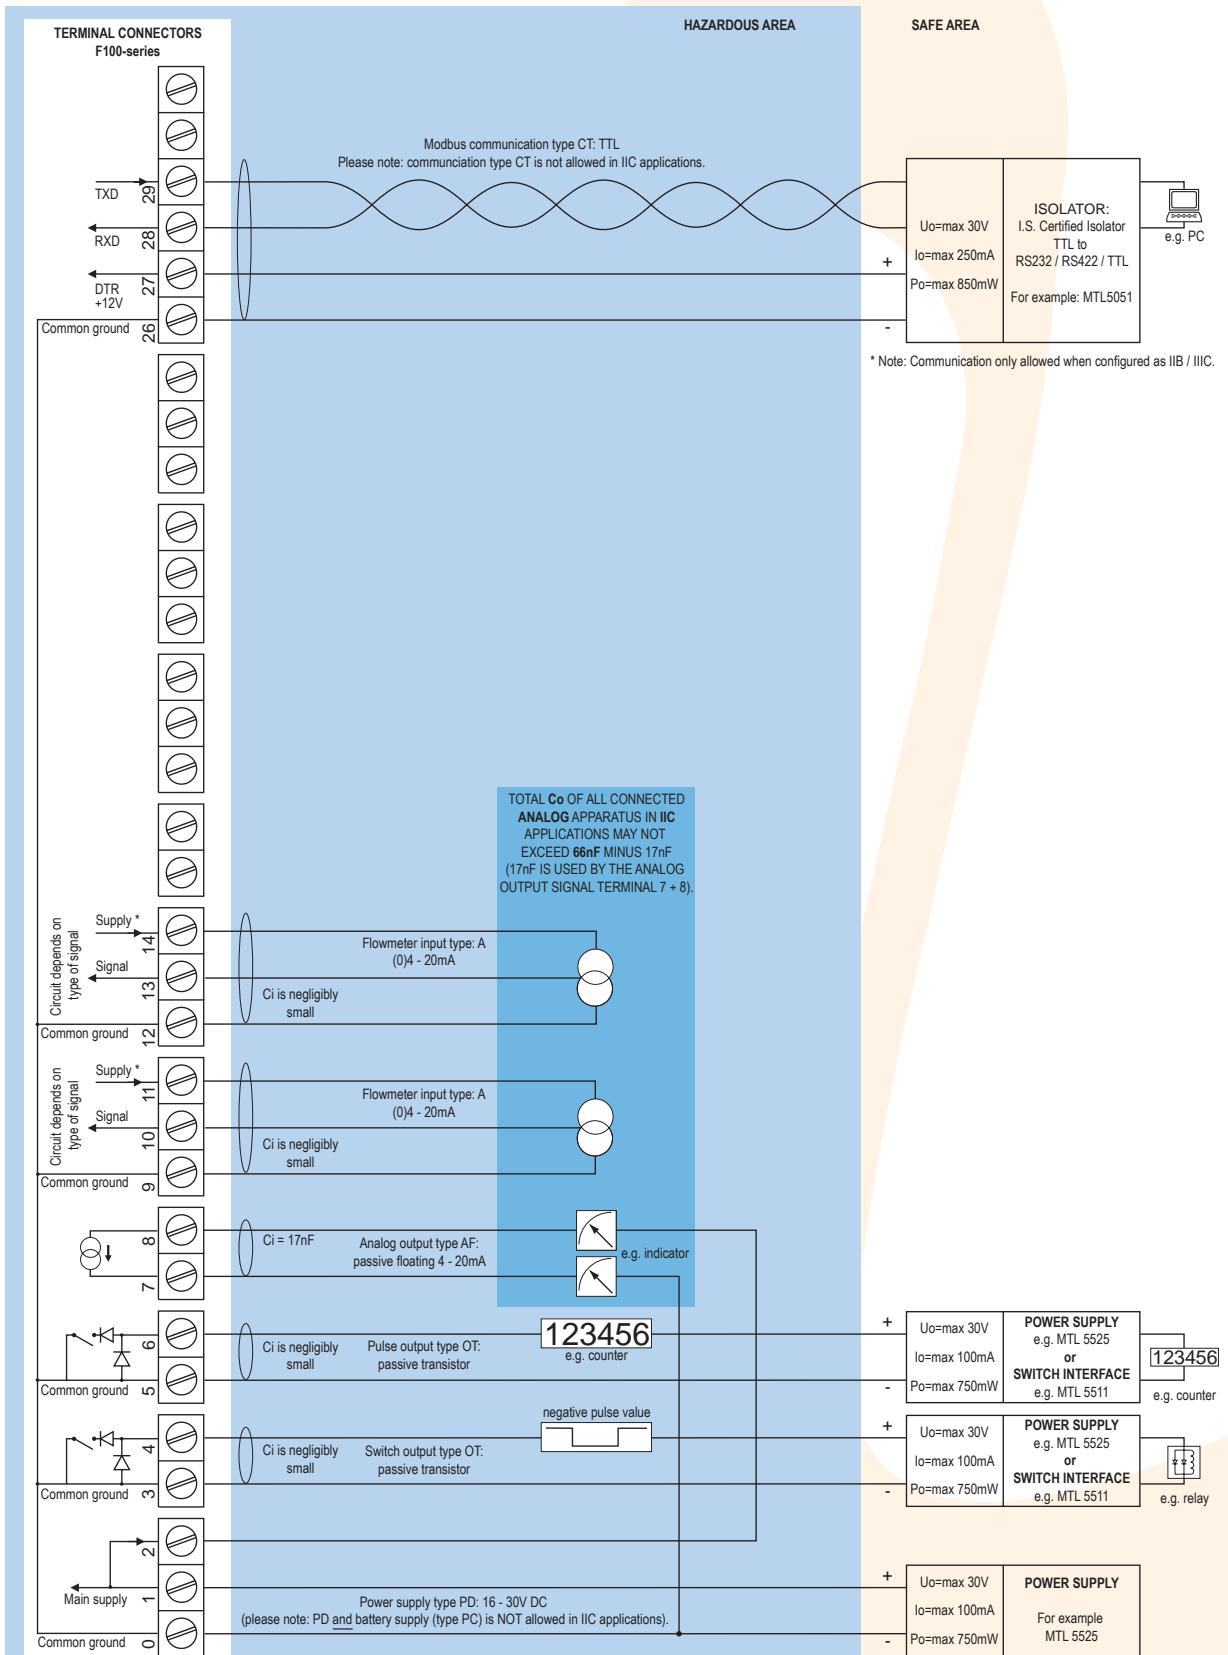 TERMINAL CONNECTORS
F100-series
HAZARDOUS AREA
SAFE AREA
Modbus communication type CT: TTL
Please note: communciation type CT is not allowed in IIC applications.
29
TXD
28
RXD
27
DTR
+12V
26
Common ground
+
-
Uo=max 30V
Io=max 250mA
Po=max 850mW
ISOLATOR:
I.S. Certified Isolator
TTL to
RS232 / RS422 / TTL
For example: MTL5051
e.g. PC
* Note: Communication only allowed when configured as IIB / IIIC.
TOTAL Co OF ALL CONNECTED
ANALOG APPARATUS IN IIC
APPLICATIONS MAY NOT
EXCEED 66nF MINUS 17nF
(17nF IS USED BY THE ANALOG
OUTPUT SIGNAL TERMINAL 7 + 8).
Circuit depends on
type of signal
Supply *
14
Signal
13
Common ground
12
Flowmeter input type: A
(0)4 - 20mA
Ci is negligibly
small
Circuit depends on
type of signal
Supply *
11
Signal
10
Common ground
9
Flowmeter input type: A
(0)4 - 20mA
Ci is negligibly
small
8
7
Ci = 17nF
Analog output type AF:
passive floating 4 - 20mA
e.g. indicator
6
Common ground
5
Ci is negligibly
small
Pulse output type OT:
passive transistor
123456
e.g. counter
+
-
Uo=max 30V
Io=max 100mA
Po=max 750mW
POWER SUPPLY
e.g. MTL 5525
or
SWITCH INTERFACE
e.g. MTL 5511
123456
e.g. counter
4
Common ground
3
Ci is negligibly
small
Switch output type OT:
passive transistor
negative pulse value
+
-
Uo=max 30V
Io=max 100mA
Po=max 750mW
POWER SUPPLY
e.g. MTL 5525
or
SWITCH INTERFACE
e.g. MTL 5511
e.g. relay
2
Main supply
1
Common ground
0
Power supply type PD: 16 - 30V DC
(please note: PD and battery supply (type PC) is NOT allowed in IIC applications).
+
-
Uo=max 30V
Io=max 100mA
Po=max 750mW
POWER SUPPLY
For example
MTL 5525